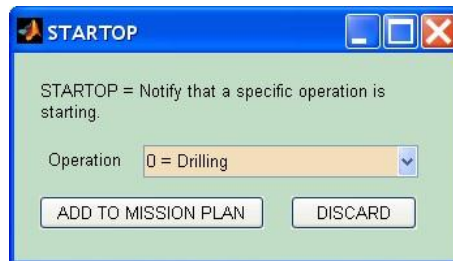 STARTOP
STARTOP = Notify that a specific operation is
starting.
Operation 0 = Drilling
ADD TO MISSION PLAN DISCARD